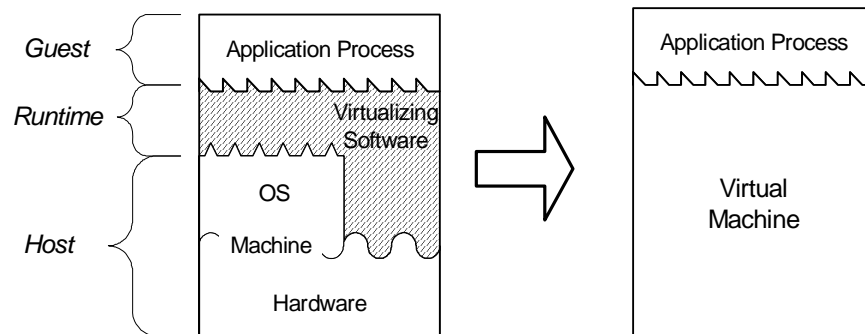 Guest
Application Process
Runtime
Virtualizing
Software
OS
Host
Machine
Hardware
Application Process
Virtual
Machine